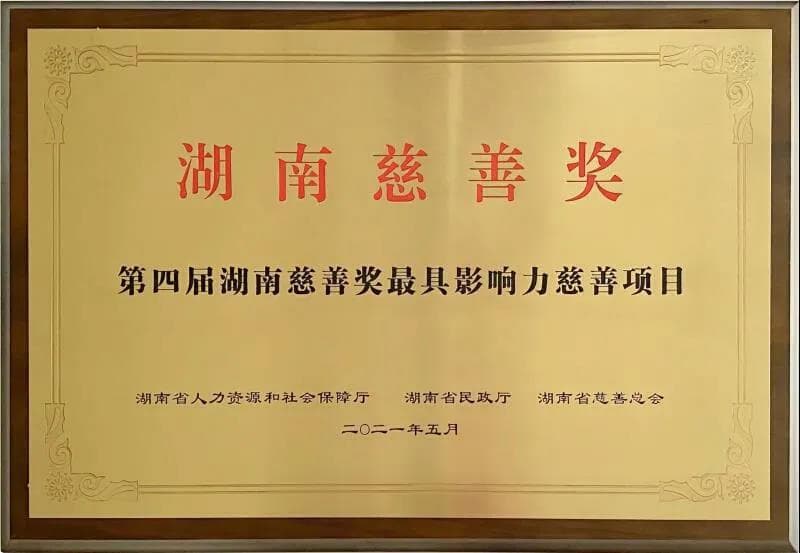 湖南慈善奖
第四届湖南慈善奖最具影响力慈善项目
湖南省人力资源和社会保障厅 湖南省民政厅 湖南省慈善总会
二〇二一年五月